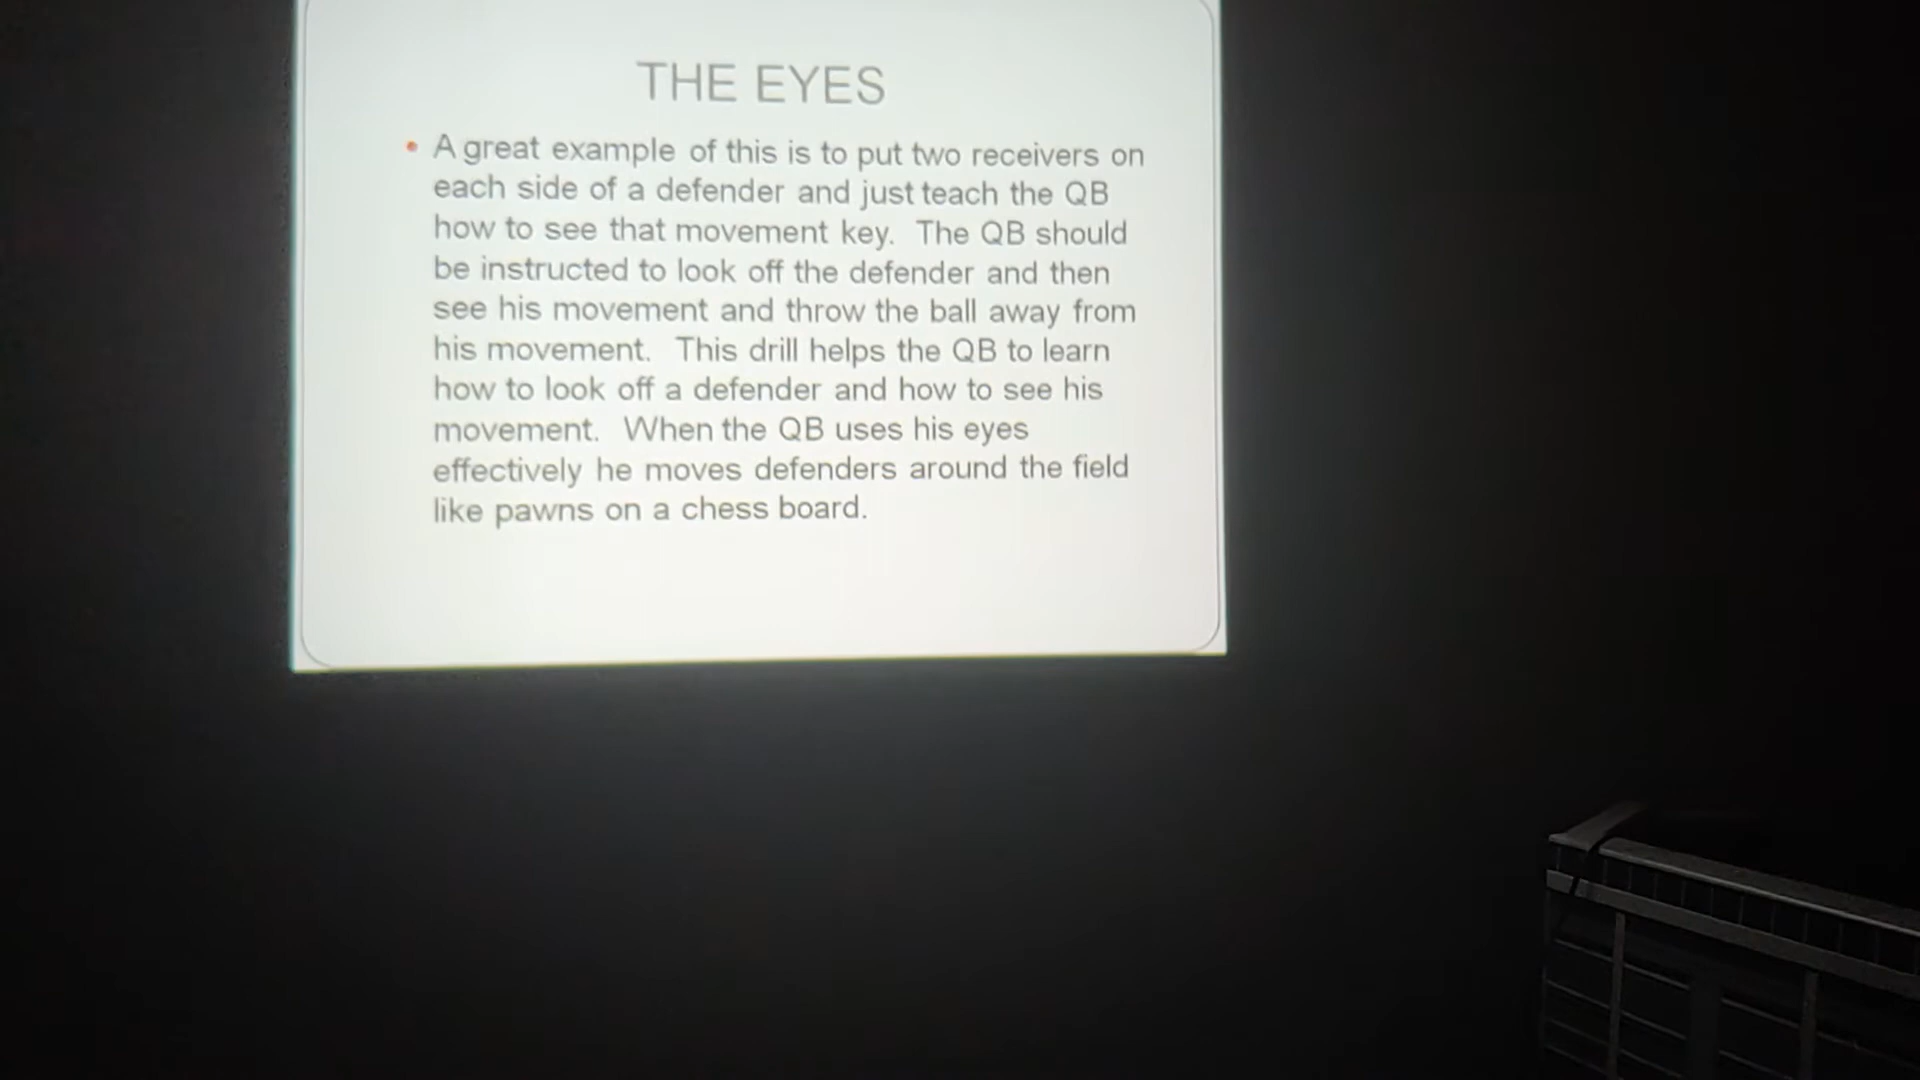 THE EYES
• A great example of this is to put two receivers on
each side of a defender and just teach the QB
how to see that movement key. The QB should
be instructed to look off the defender and then
see his movement and throw the ball away from
his movement. This drill helps the QB to learn
how to look off a defender and how to see his
movement. When the QB uses his eyes
effectively he moves defenders around the field
like pawns on a chess board.